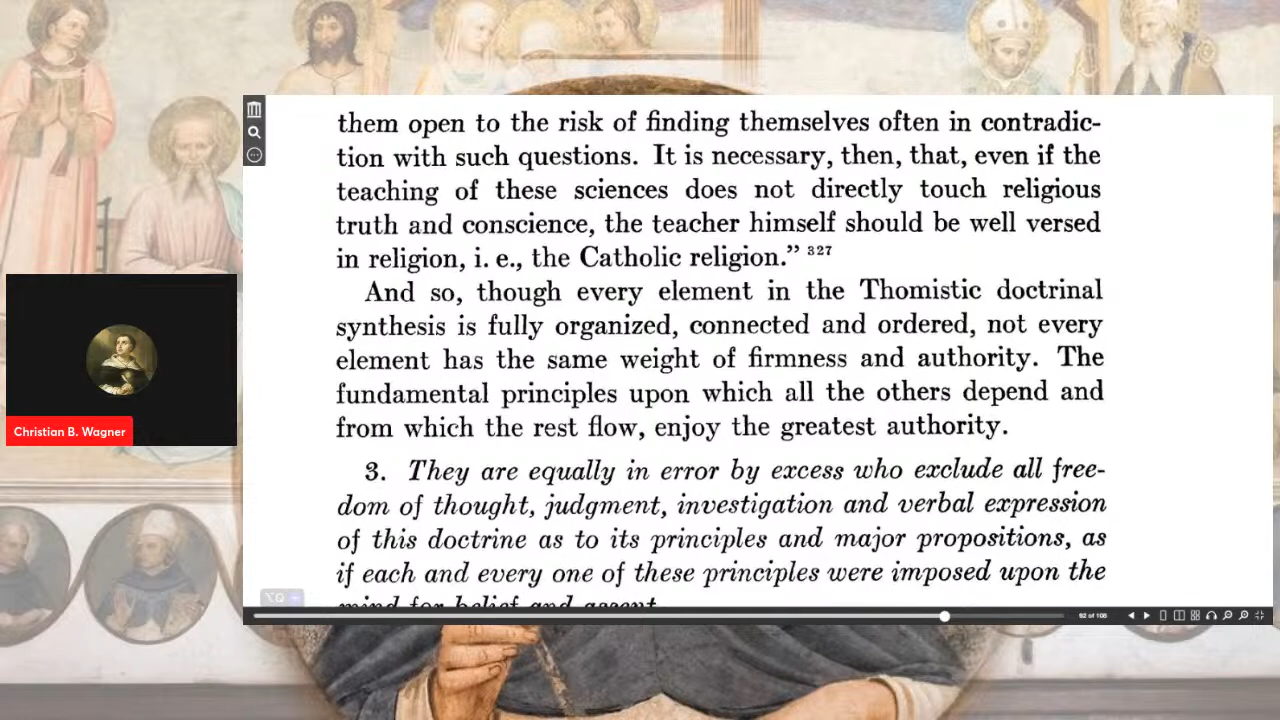 them open to the risk of finding themselves often in contradic-
tion with such questions. It is necessary, then, that, even if the
teaching of these sciences does not directly touch religious
truth and conscience, the teacher himself should be well versed
in religion, i. e., the Catholic religion.” 327
And so, though every element in the Thomistic doctrinal
synthesis is fully organized, connected and ordered, not every
element has the same weight of firmness and authority. The
fundamental principles upon which all the others depend and
from which the rest flow, enjoy the greatest authority.
3. They are equally in error by excess who exclude all free-
dom of thought, judgment, investigation and verbal expression
of this doctrine as to its principles and major propositions, as
if each and every one of these principles were imposed upon the
mind for belief and assent
Christian B. Wagner